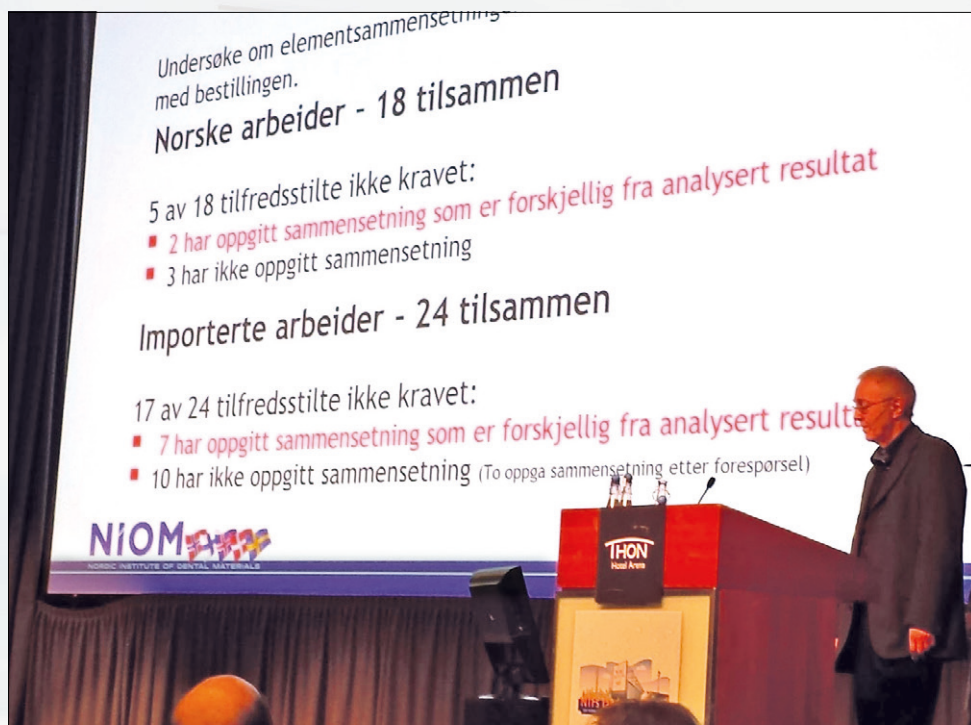 Undersøke om elementsammensetningen
med bestillingen.
Norske arbeider - 18 tilsammen
5 av 18 tilfredsstilte ikke kravet:
▪ 2 har oppgitt sammensetning som er forskjellig fra analysert resultat
▪ 3 har ikke oppgitt sammensetning
Importerte arbeider - 24 tilsammen
17 av 24 tilfredsstilte ikke kravet:
▪ 7 har oppgitt sammensetning som er forskjellig fra analysert
▪ 10 har ikke oppgitt sammensetning (To oppga sammensetning etter forespørsel)
NIOM
NORDIC INSTITUTE OF DENTAL MATERIALS
THON
Hotel Arena